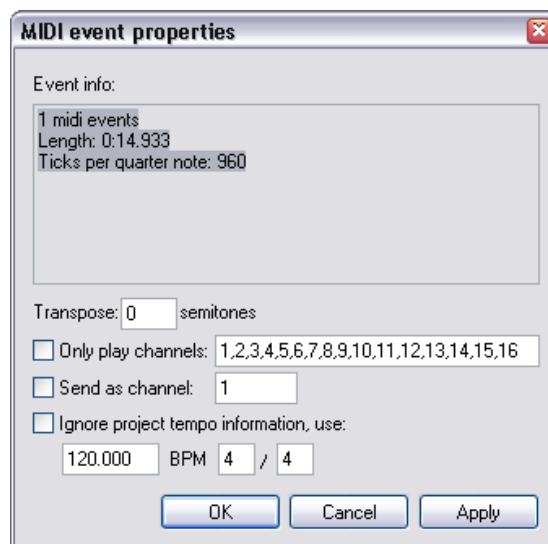 MIDI event properties
Event info:
1 midi events
Length: 0:14.933
Ticks per quarter note: 960
Transpose: 0 semitones
Only play channels: 1,2,3,4,5,6,7,8,9,10,11,12,13,14,15,16
Send as channel: 1
Ignore project tempo information, use:
120.000 BPM 4 / 4
OK Cancel Apply